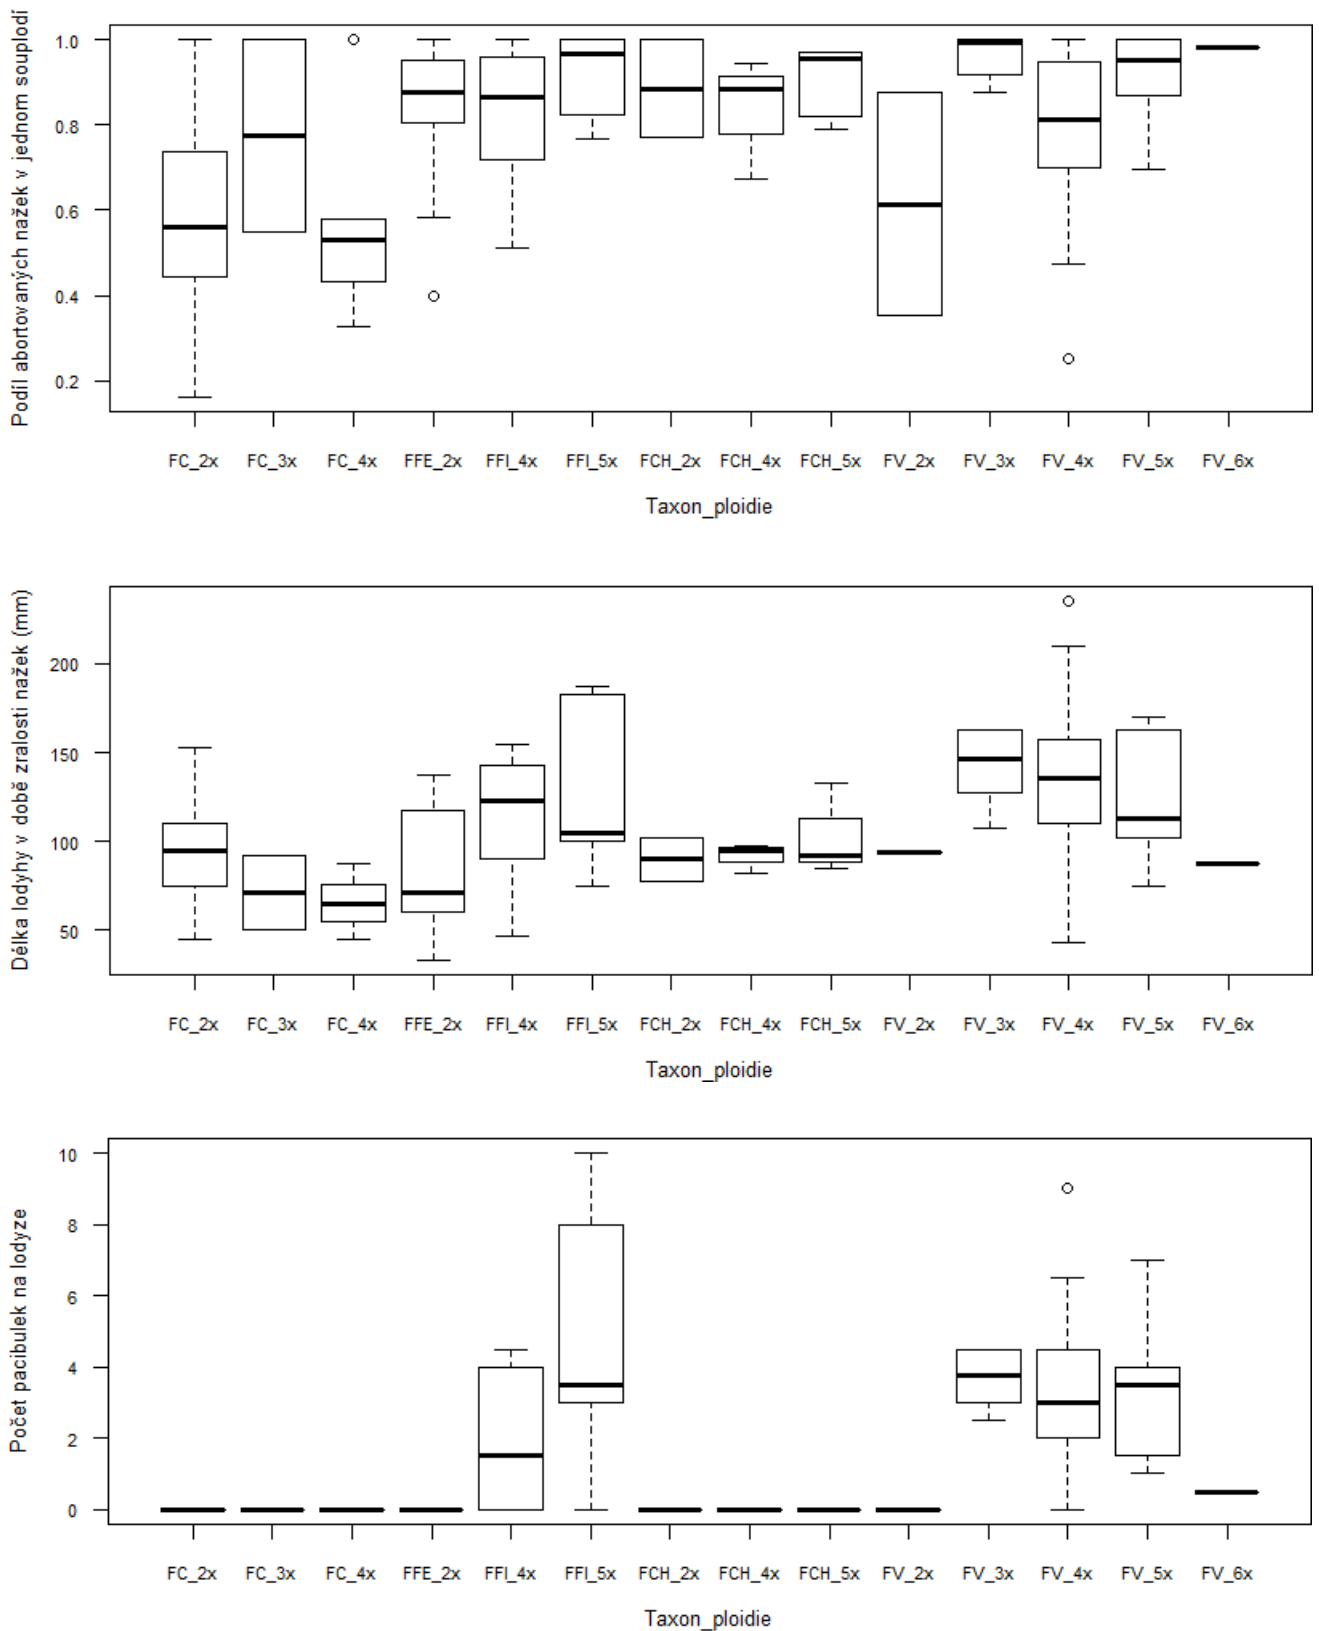 Podíl abortovaných nažek v jednom souplodí
1.0
0.8
0.6
0.4
0.2
FC_2x FC_3x FC_4x FFE_2x FFI_4x FFI_5x FCH_2x FCH_4x FCH_5x FV_2x FV_3x FV_4x FV_5x FV_6x
Taxon_ploidie
Délka lodyhy v době zralosti nažek (mm)
200
150
100
50
FC_2x FC_3x FC_4x FFE_2x FFI_4x FFI_5x FCH_2x FCH_4x FCH_5x FV_2x FV_3x FV_4x FV_5x FV_6x
Taxon_ploidie
Počet pacibulek na lodyze
10
8
6
4
2
0
FC_2x FC_3x FC_4x FFE_2x FFI_4x FFI_5x FCH_2x FCH_4x FCH_5x FV_2x FV_3x FV_4x FV_5x FV_6x
Taxon_ploidie